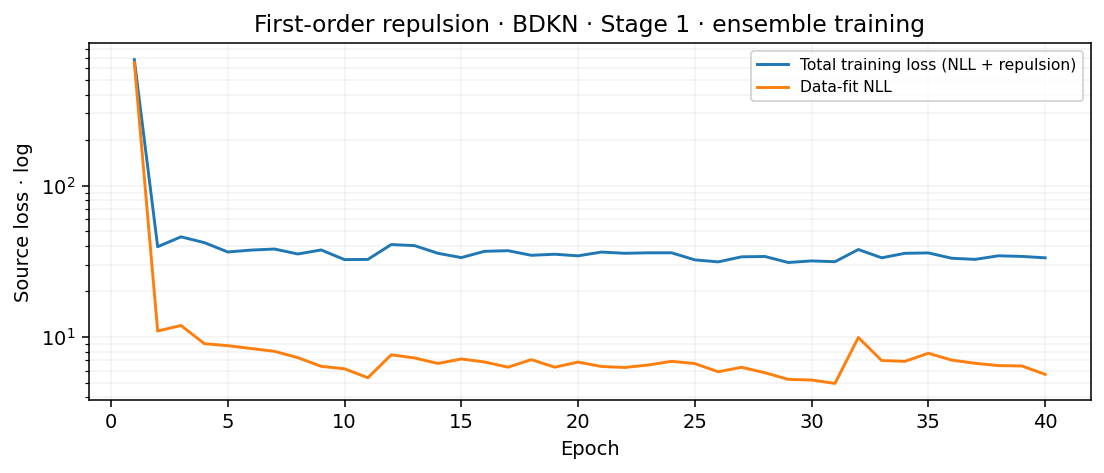 First-order repulsion · BDKN · Stage 1 · ensemble training
Total training loss (NLL + repulsion)
Data-fit NLL
Source loss · log
10²
10¹
0 5 10 15 20 25 30 35 40
Epoch